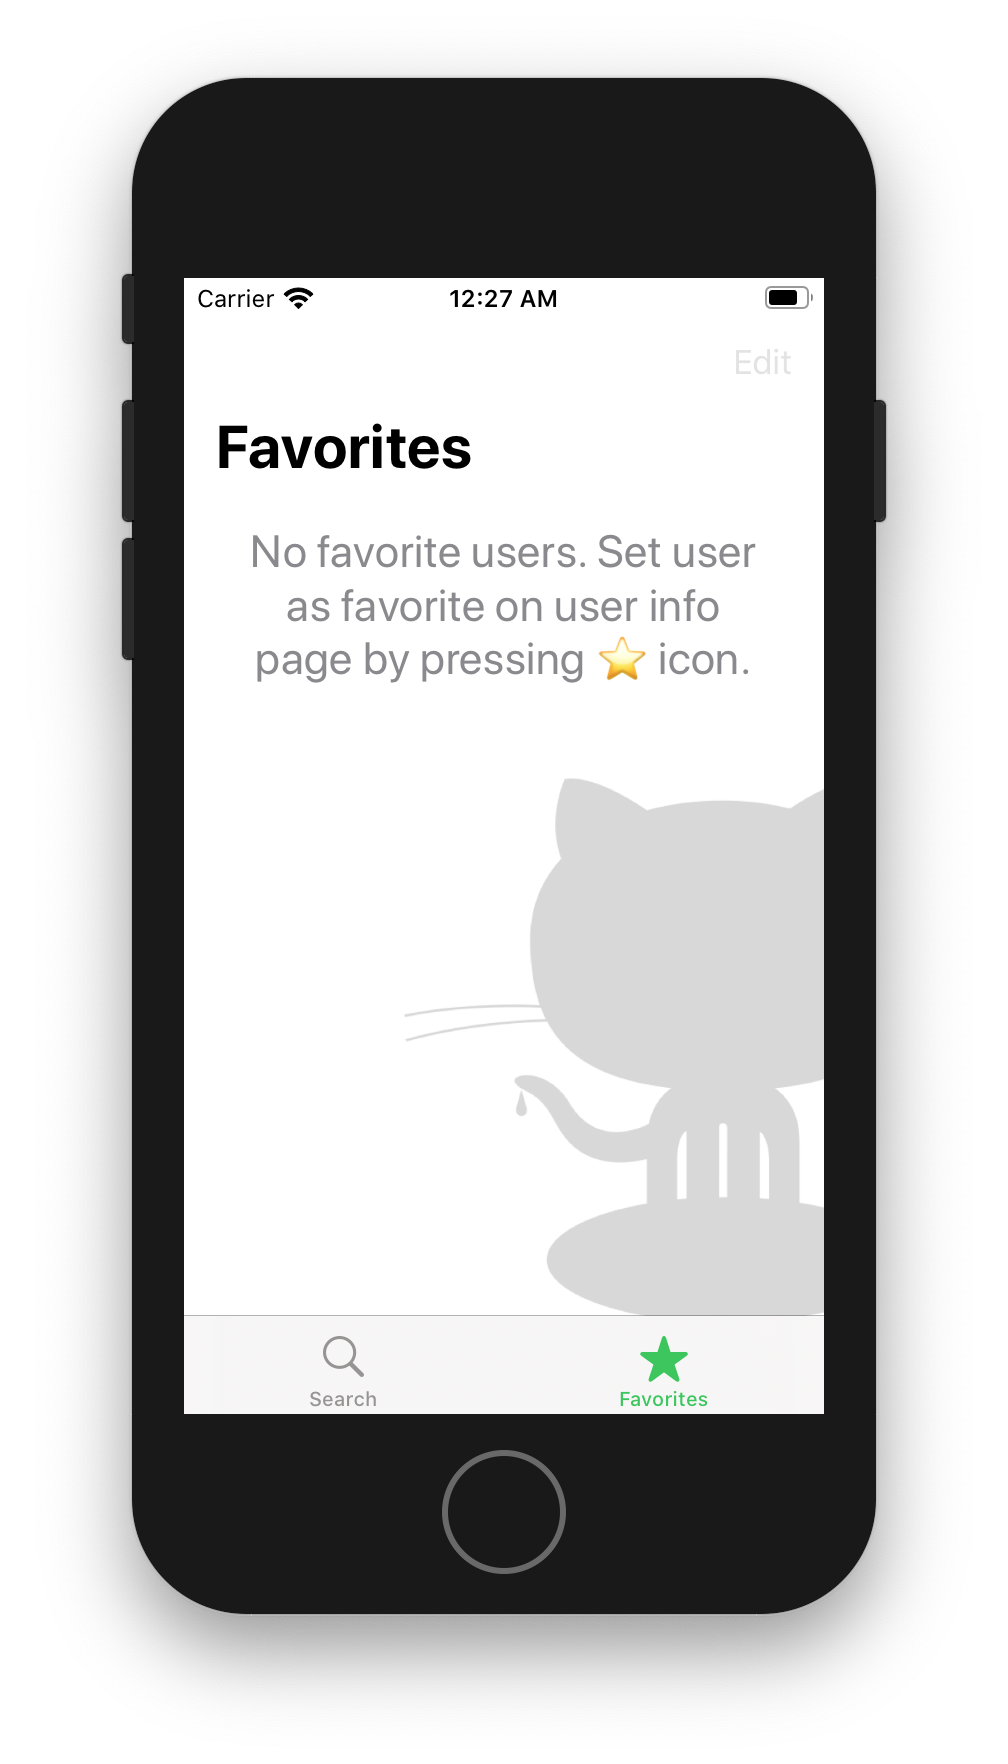 Carrier 12:27 AM
Edit
Favorites
No favorite users. Set user
as favorite on user info
page by pressing ⭐ icon.
Search Favorites